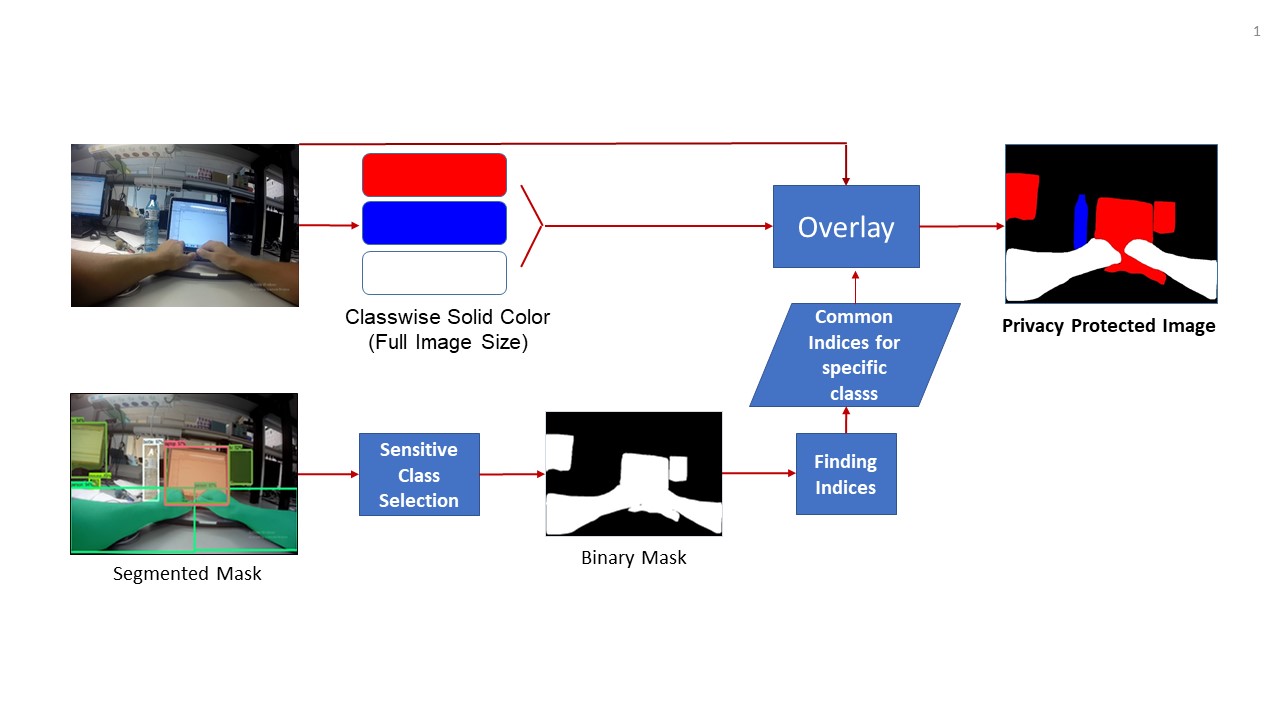 1
Overlay
Classwise Solid Color
(Full Image Size)
Privacy Protected Image
Common
Indices for
specific
classs
Sensitive
Class
Selection
Finding
Indices
Binary Mask
Segmented Mask